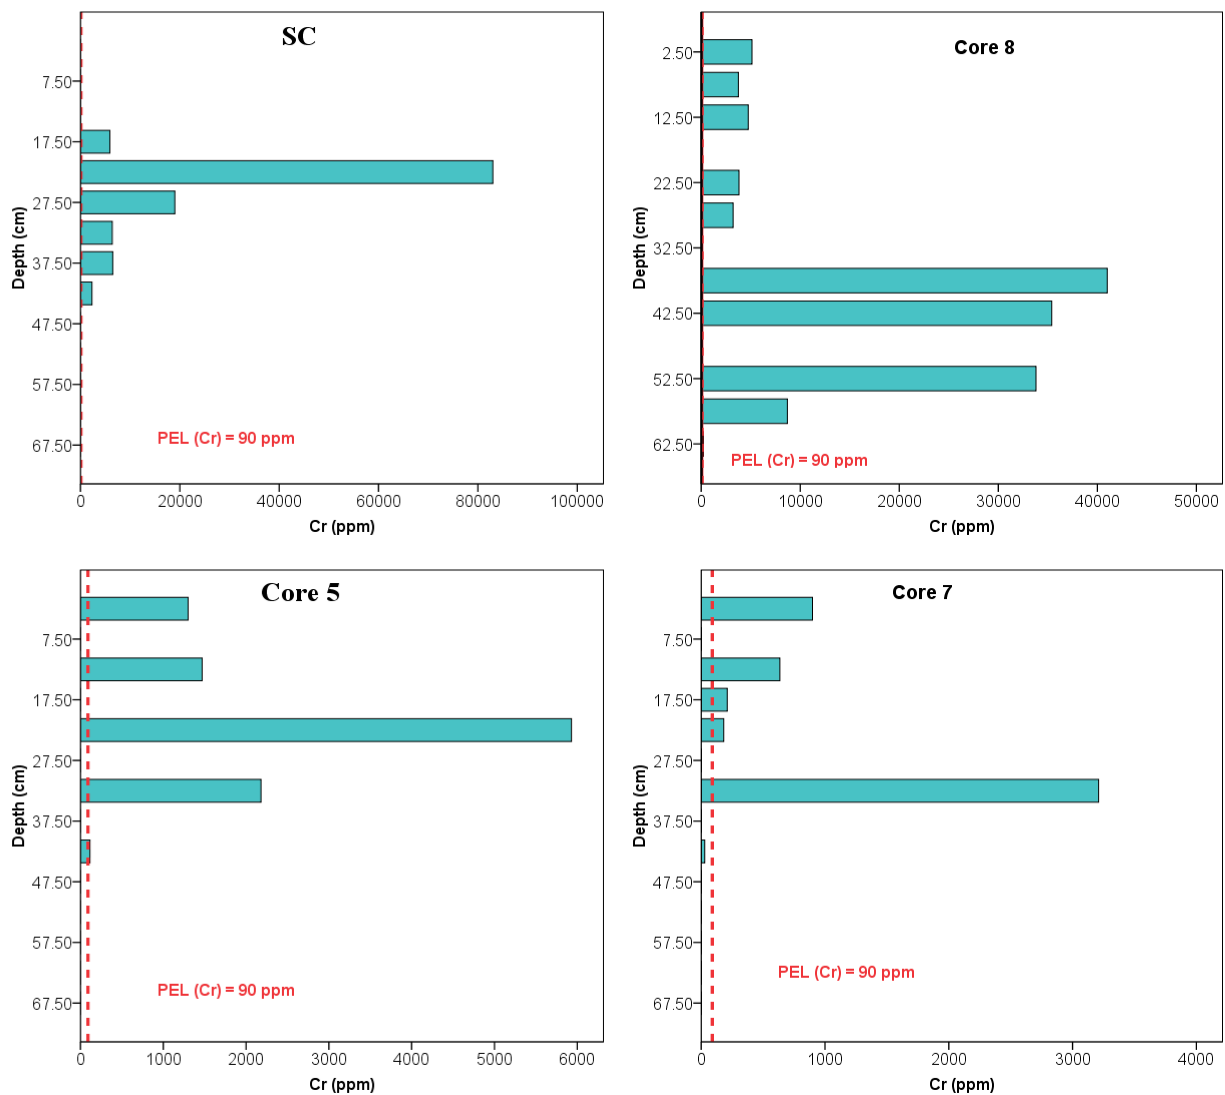 SC
7.50
17.50
27.50
37.50
47.50
57.50
67.50
Depth (cm)
PEL (Cr) = 90 ppm
0 20000 40000 60000 80000 100000
Cr (ppm)
Core 8
2.50
12.50
22.50
32.50
42.50
52.50
62.50
Depth (cm)
PEL (Cr) = 90 ppm
0 10000 20000 30000 40000 50000
Cr (ppm)
Core 5
7.50
17.50
27.50
37.50
47.50
57.50
67.50
Depth (cm)
PEL (Cr) = 90 ppm
0 1000 2000 3000 4000 5000 6000
Cr (ppm)
Core 7
7.50
17.50
27.50
37.50
47.50
57.50
67.50
Depth (cm)
PEL (Cr) = 90 ppm
0 1000 2000 3000 4000
Cr (ppm)